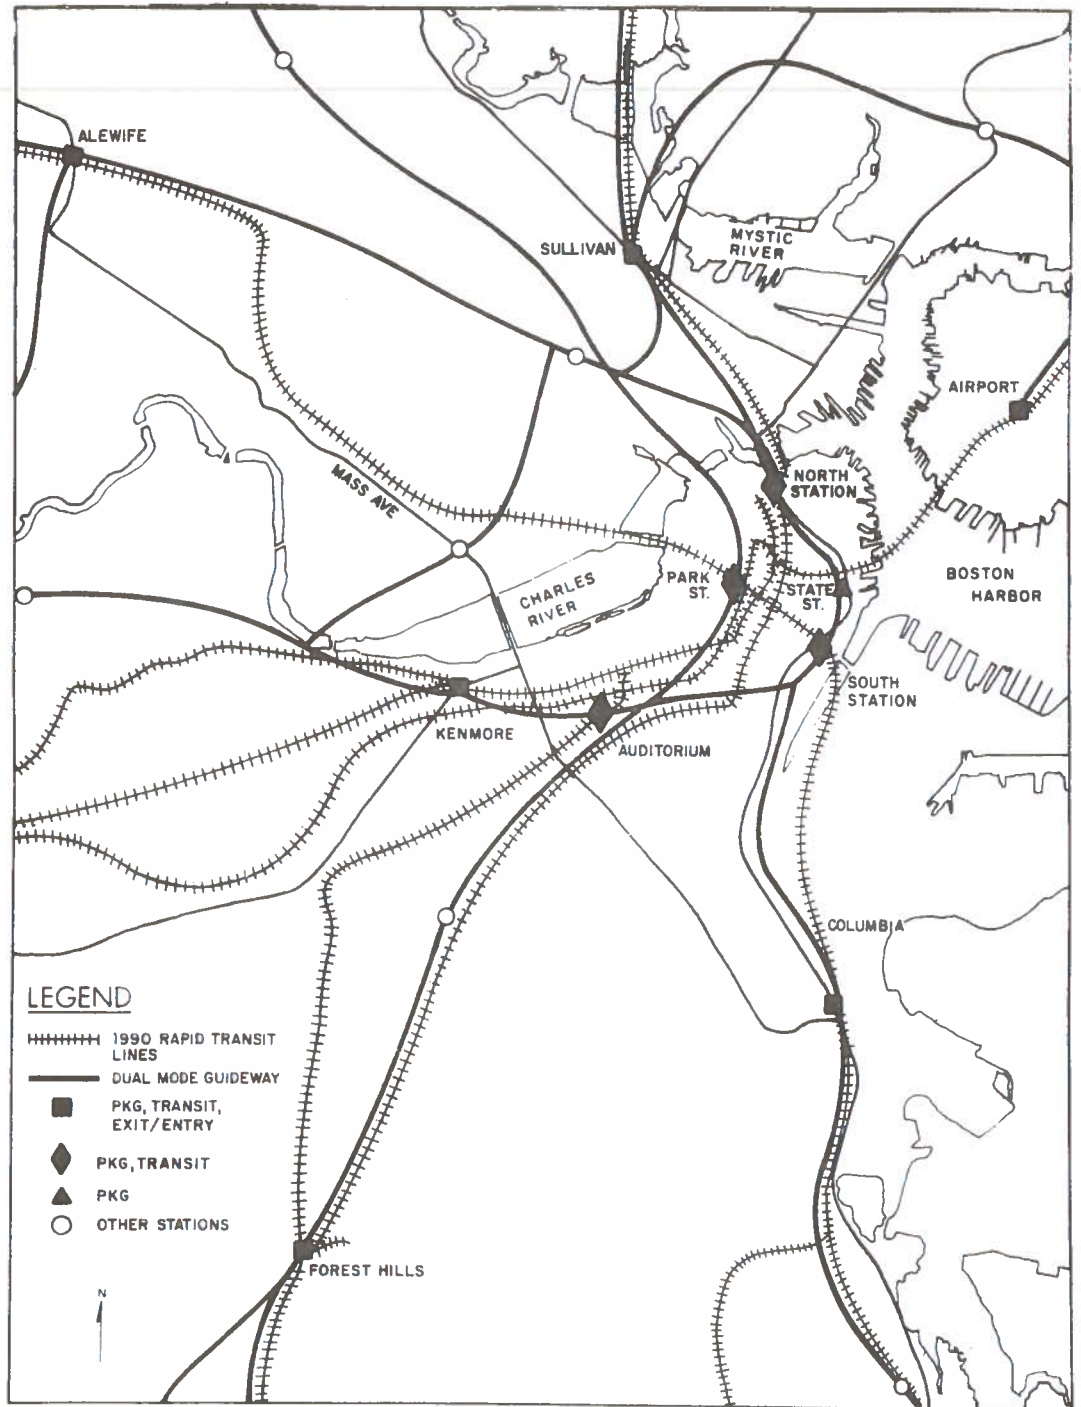 ALEWIFE
SULLIVAN
MYSTIC
RIVER
AIRPORT
MASS AVE
NORTH
STATION
PARK
ST.
STATE
ST.
BOSTON
HARBOR
CHARLES
RIVER
SOUTH
STATION
KENMORE
AUDITORIUM
COLUMBIA
LEGEND
1990 RAPID TRANSIT
LINES
DUAL MODE GUIDEWAY
PKG, TRANSIT,
EXIT/ENTRY
PKG, TRANSIT
PKG
OTHER STATIONS
FOREST HILLS
N